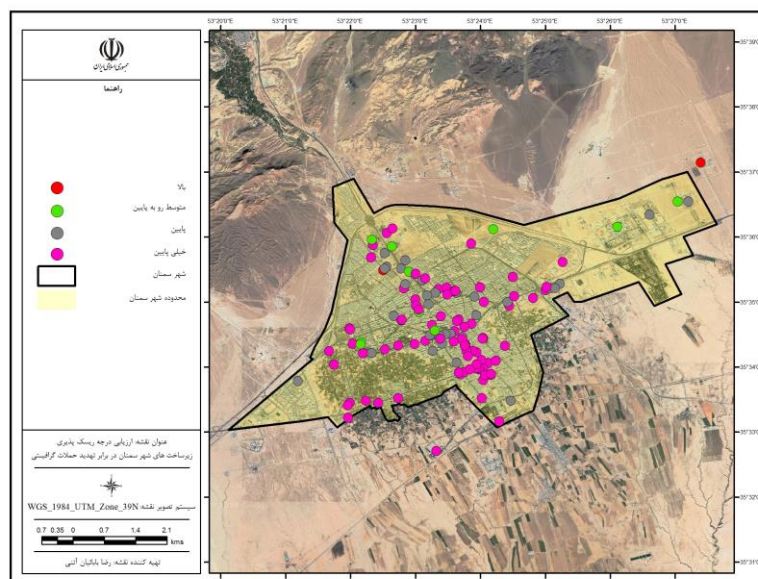 53°20'0"E 53°21'0"E 53°22'0"E 53°23'0"E 53°24'0"E 53°25'0"E 53°26'0"E 53°27'0"E
35°39'0"
35°38'0"
35°37'0"
35°36'0"
35°35'0"
35°34'0"
35°33'0"
35°32'0"
35°31'0"
جمهوری اسلامی ایران
راهنما
بالا
متوسط رو به پایین
پایین
خیلی پایین
شهر سمنان
محدوده شهر سمنان
عنوان نقشه: ارزیابی درجه ریسک پذیری
زیرساخت های شهر سمنان در برابر تهدید حملات گرافیتی
سیستم تصویر نقشه: WGS_1984_UTM_Zone_39N
0.7 0.35 0 0.7 1.4 2.1
kms
تهیه کننده نقشه: رضا بابائیان آتنی